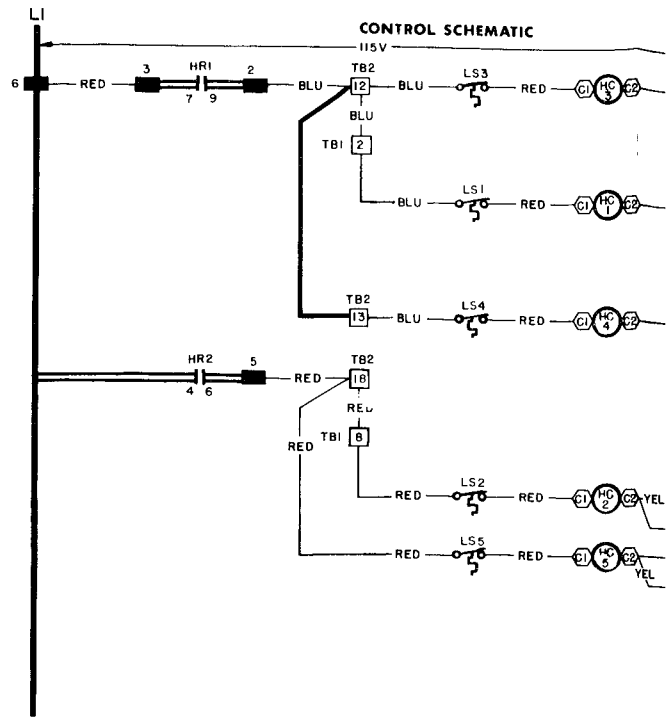 L1
CONTROL SCHEMATIC
115V
6 RED 3 HR1 2 BLU TB2 BLU LS3 RED C1 HC 3 C2
7 9 12
BLU
TB1 2
BLU LS1 RED C1 HC 1 C2
TB2
13 BLU LS4 RED C1 HC 4 C2
HR2 5 RED TB2
4 6 18
RED
RED
TB1 8
RED LS2 RED C1 HC 2 C2 YEL
RED LS5 RED C1 HC 5 C2
YEL